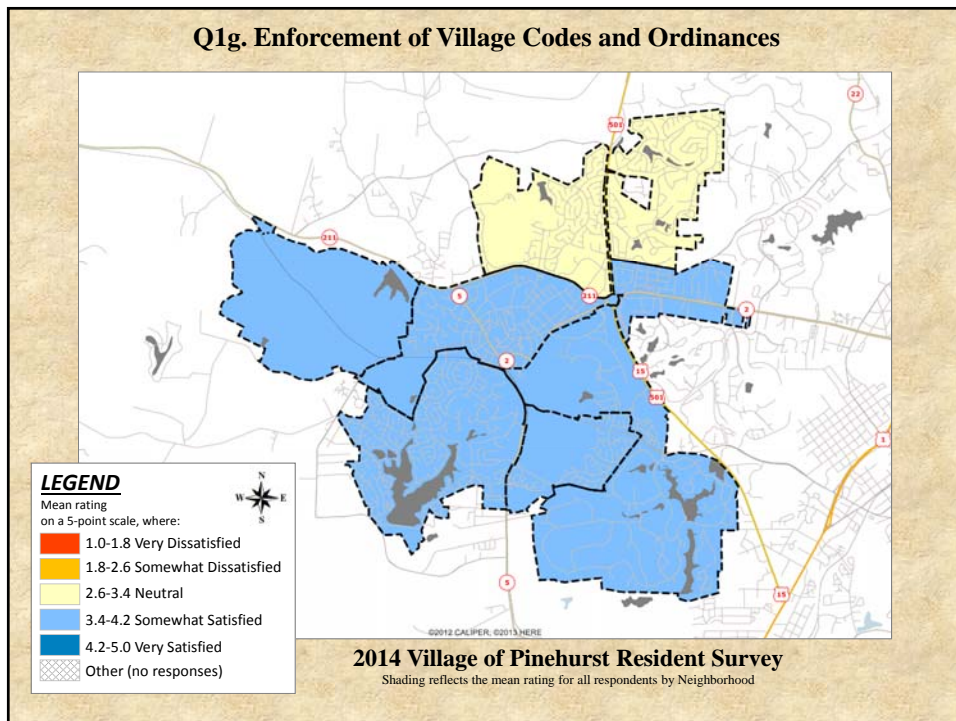 Q1g. Enforcement of Village Codes and Ordinances
22
501
211
5
211
2
2
15
501
1
5
15
LEGEND
N
W E
S
Mean rating
on a 5-point scale, where:
1.0-1.8 Very Dissatisfied
1.8-2.6 Somewhat Dissatisfied
2.6-3.4 Neutral
3.4-4.2 Somewhat Satisfied
4.2-5.0 Very Satisfied
Other (no responses)
©2012 CALIPER, ©2013 HERE
2014 Village of Pinehurst Resident Survey
Shading reflects the mean rating for all respondents by Neighborhood